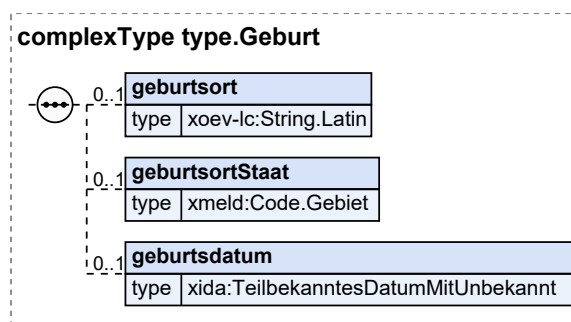 complexType type.Geburt
0..1 geburtsort
type xoev-lc:String.Latin
0..1 geburtsortStaat
type xmeld:Code.Gebiet
0..1 geburtsdatum
type xida:TeilbekanntesDatumMitUnbekannt